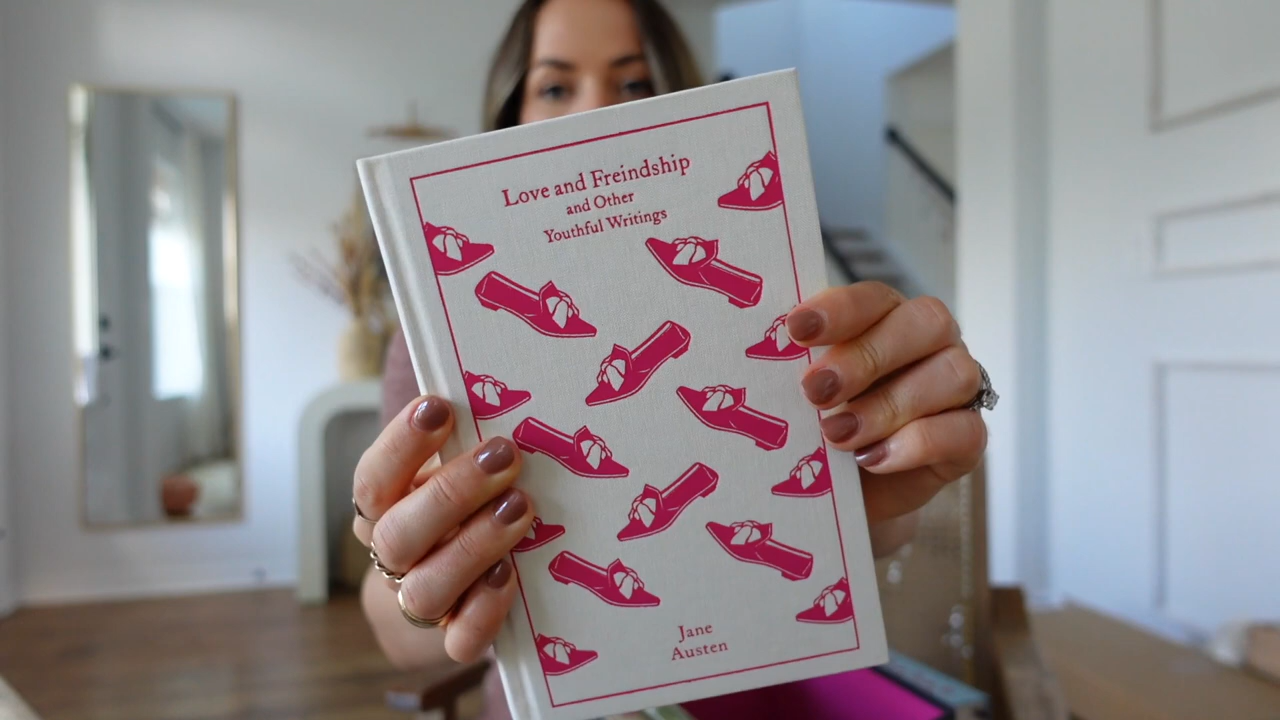 Love and Freindship
and Other
Youthful Writings
Jane
Austen